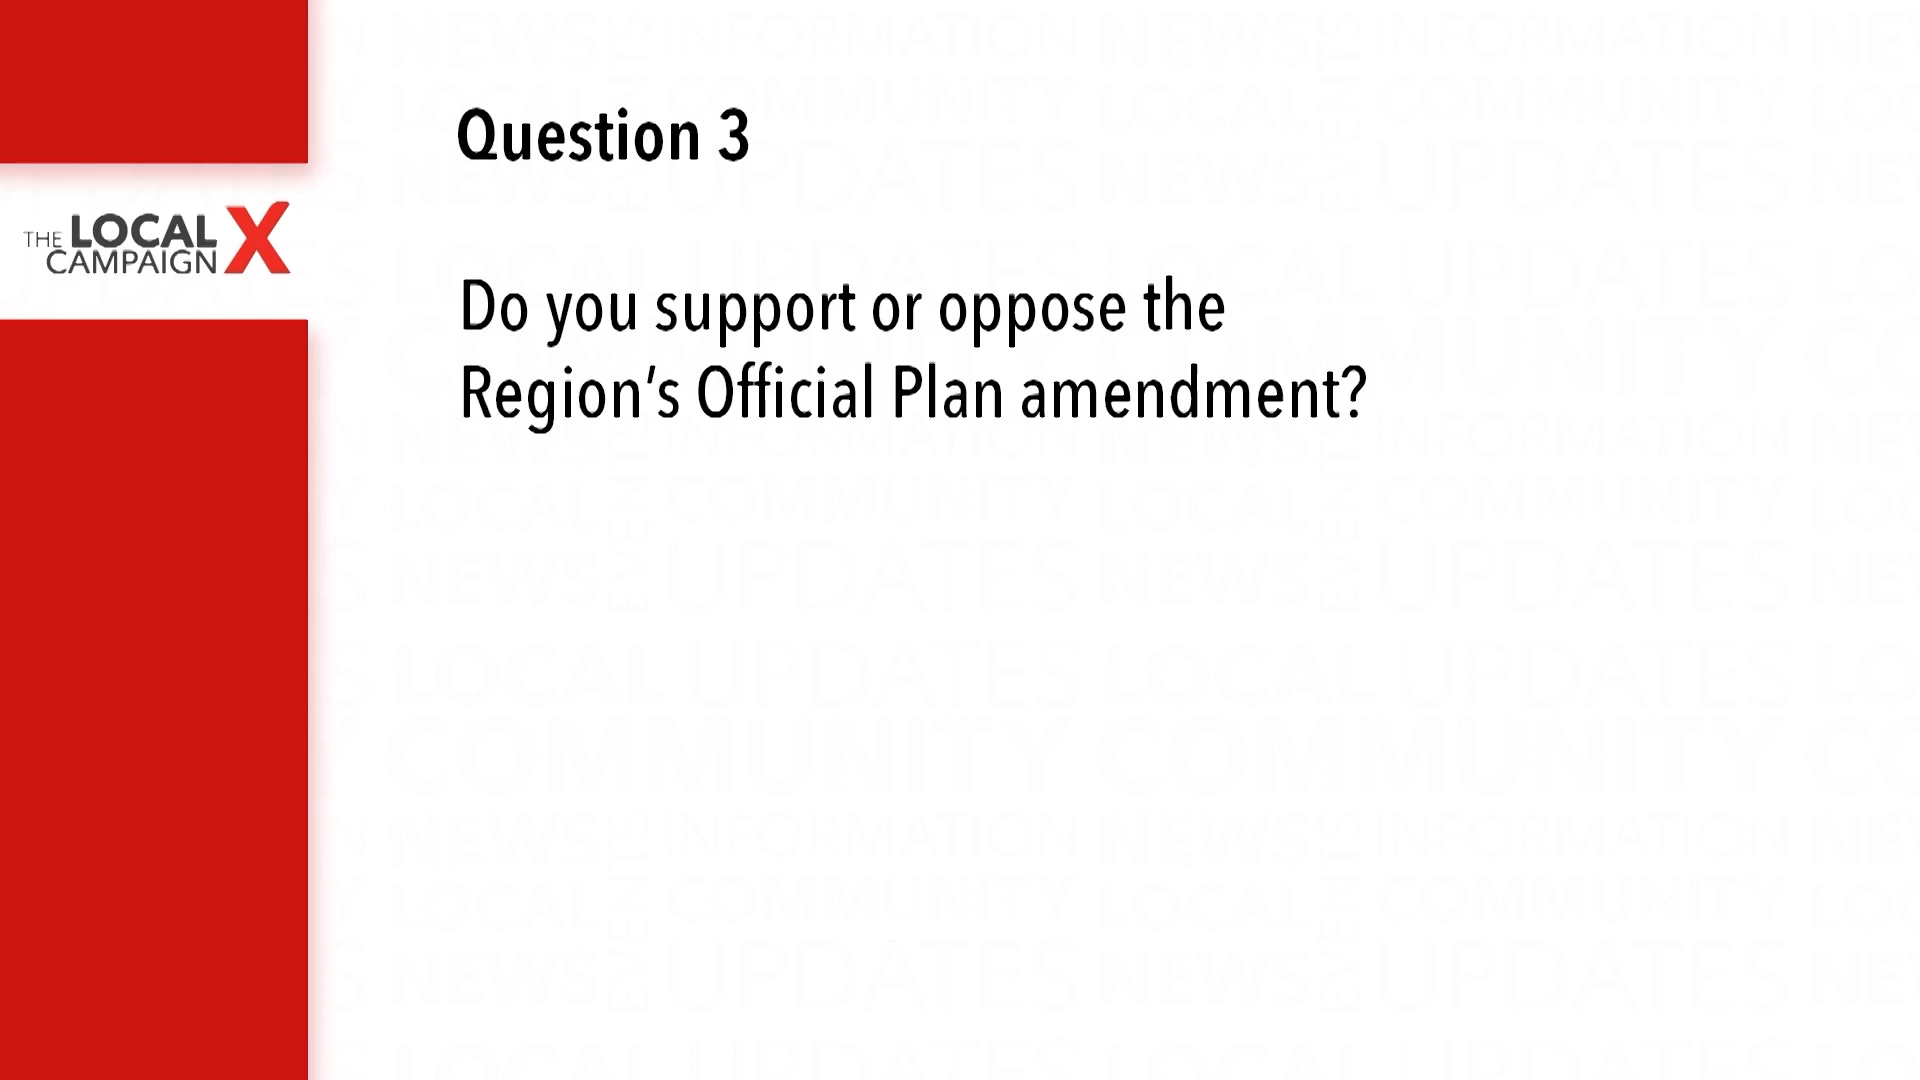 Question 3
THE LOCAL X
CAMPAIGN
Do you support or oppose the
Region's Official Plan amendment?